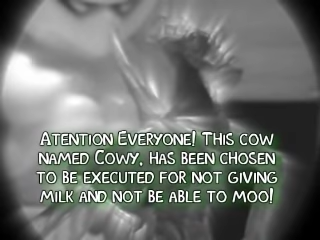 Atention Everyone! This cow
named Cowy, has been chosen
to be executed for not giving
milk and not be able to moo!